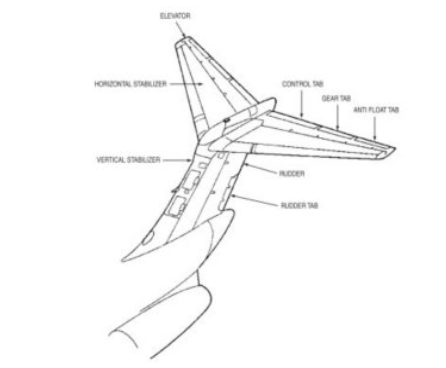 ELEVATOR
HORIZONTAL STABILIZER
CONTROL TAB
GEAR TAB
ANTI FLOAT TAB
VERTICAL STABILIZER
RUDDER
RUDDER TAB